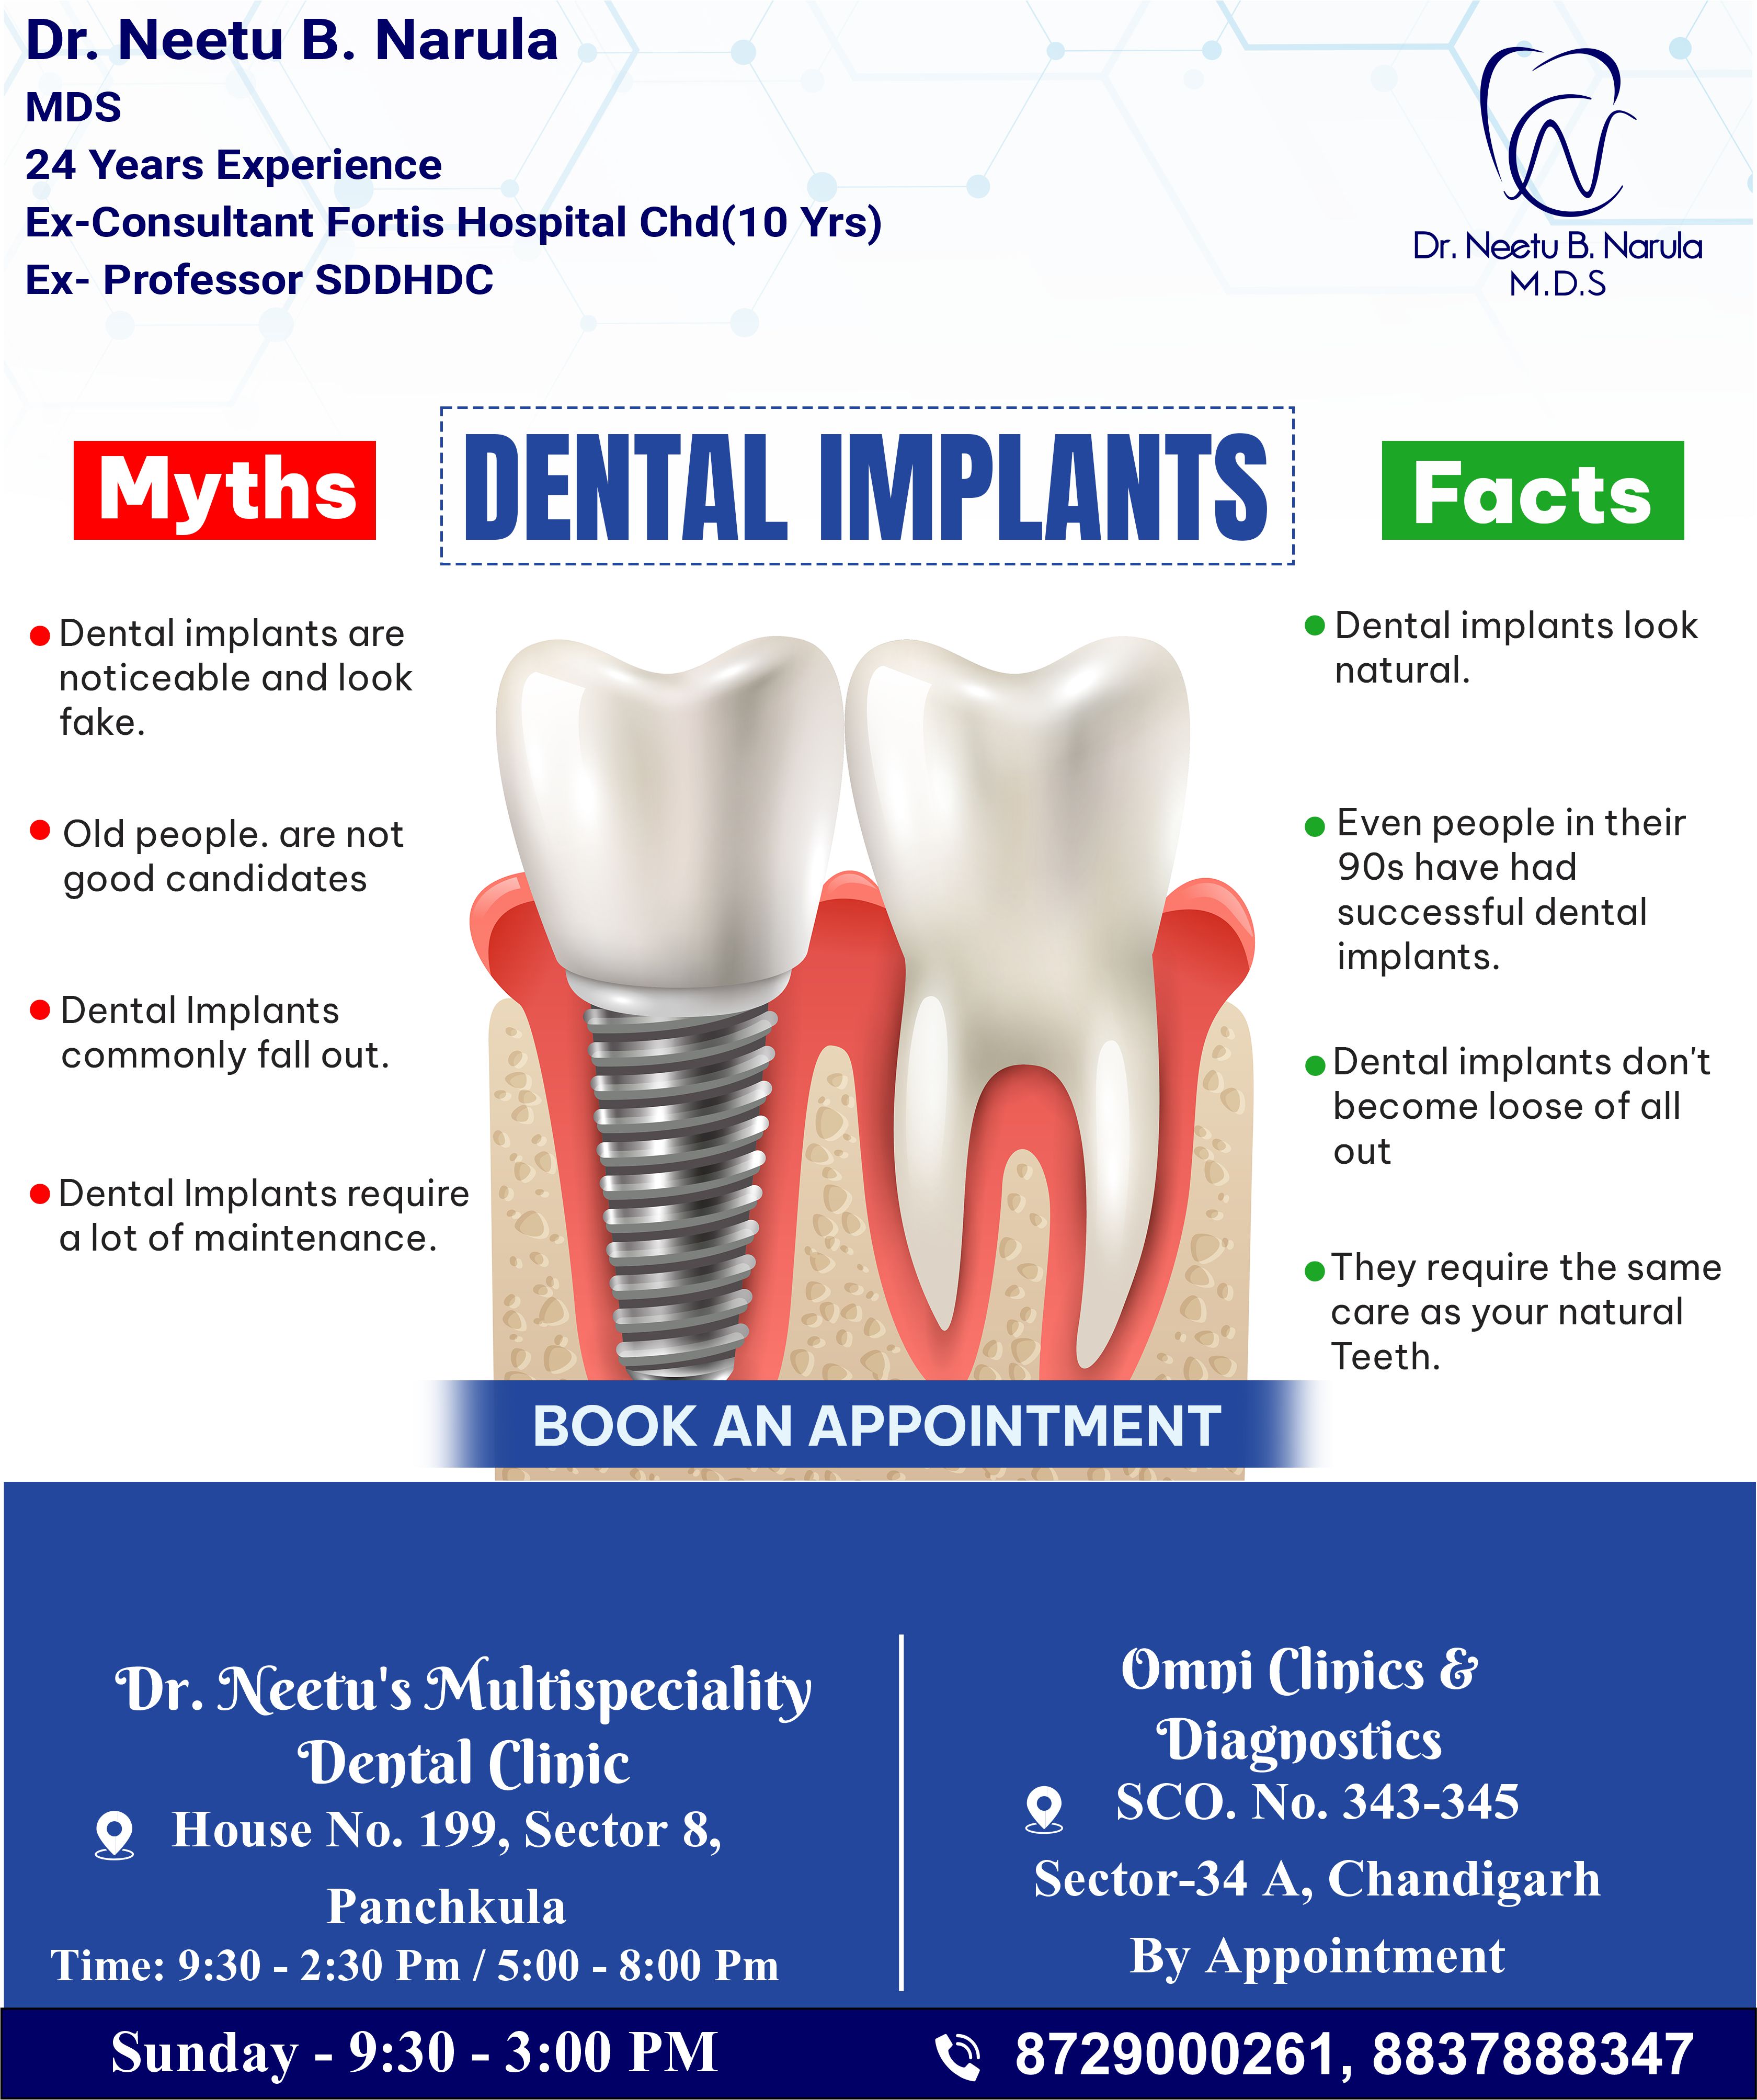 Dr. Neetu B. Narula
MDS
24 Years Experience
Ex-Consultant Fortis Hospital Chd(10 Yrs)
Ex- Professor SDDHDC
Dr. Neetu B. Narula
M.D.S
Myths
DENTAL IMPLANTS
Facts
Dental implants are
noticeable and look
fake.
Old people. are not
good candidates
Dental Implants
commonly fall out.
Dental Implants require
a lot of maintenance.
Dental implants look
natural.
Even people in their
90s have had
successful dental
implants.
Dental implants don't
become loose of all
out
They require the same
care as your natural
Teeth.
BOOK AN APPOINTMENT
Dr. Neetu's Multispeciality
Dental Clinic
House No. 199, Sector 8,
Panchkula
Time: 9:30 - 2:30 Pm / 5:00 - 8:00 Pm
Omni Clinics &
Diagnostics
SCO. No. 343-345
Sector-34 A, Chandigarh
By Appointment
Sunday - 9:30 - 3:00 PM
8729000261, 8837888347